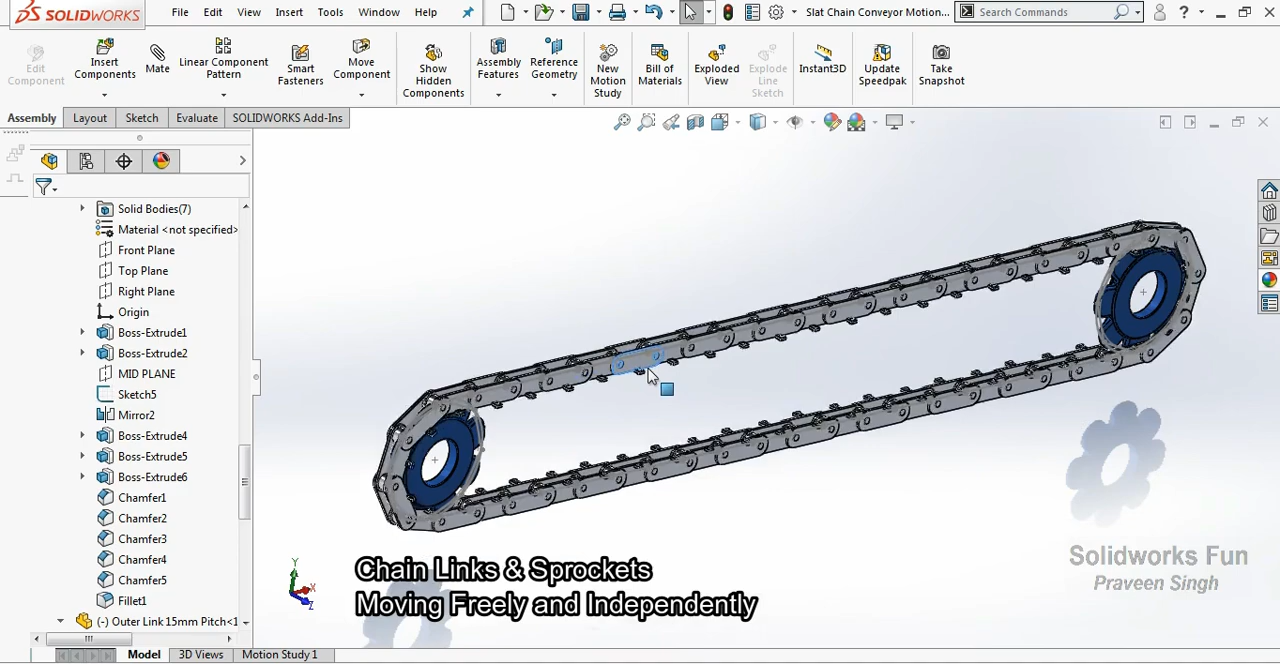 SOLIDWORKS
File
Edit
View
Insert
Tools
Window
Help
Slat Chain Conveyor Motion...
Search Commands
Edit Component
Insert Components
Mate
Linear Component Pattern
Smart Fasteners
Move Component
Show Hidden Components
Assembly Features
Reference Geometry
New Motion Study
Bill of Materials
Exploded View
Explode Line Sketch
Instant3D
Update Speedpak
Take Snapshot
Assembly
Layout
Sketch
Evaluate
SOLIDWORKS Add-Ins
Solid Bodies(7)
Material <not specified>
Front Plane
Top Plane
Right Plane
Origin
Boss-Extrude1
Boss-Extrude2
MID PLANE
Sketch5
Mirror2
Boss-Extrude4
Boss-Extrude5
Boss-Extrude6
Chamfer1
Chamfer2
Chamfer3
Chamfer4
Chamfer5
Fillet1
(-) Outer Link 15mm Pitch<1
Y
X
Z
Chain Links & Sprockets
Moving Freely and Independently
Solidworks Fun
Praveen Singh
Model
3D Views
Motion Study 1